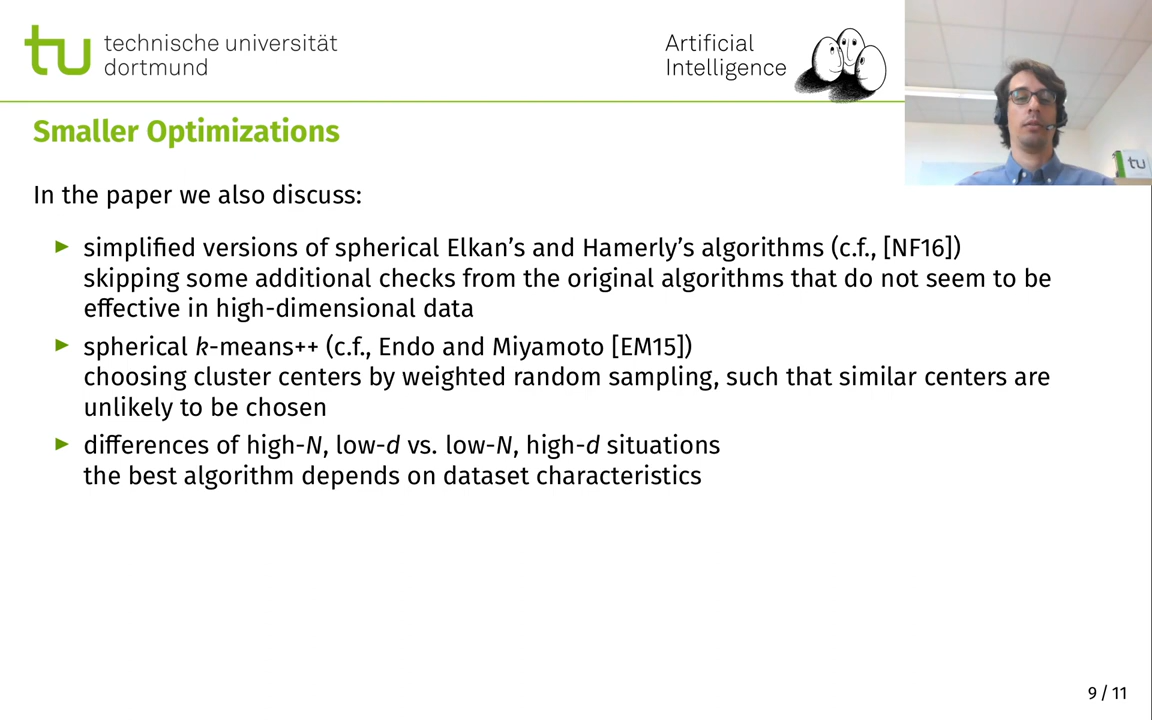 technische universität
dortmund
Artificial
Intelligence
tu
Smaller Optimizations
In the paper we also discuss:
▶ simplified versions of spherical Elkan’s and Hamerly’s algorithms (c.f., [NF16])
skipping some additional checks from the original algorithms that do not seem to be
effective in high-dimensional data
▶ spherical k-means++ (c.f., Endo and Miyamoto [EM15])
choosing cluster centers by weighted random sampling, such that similar centers are
unlikely to be chosen
▶ differences of high-N, low-d vs. low-N, high-d situations
the best algorithm depends on dataset characteristics
9 / 11
tu